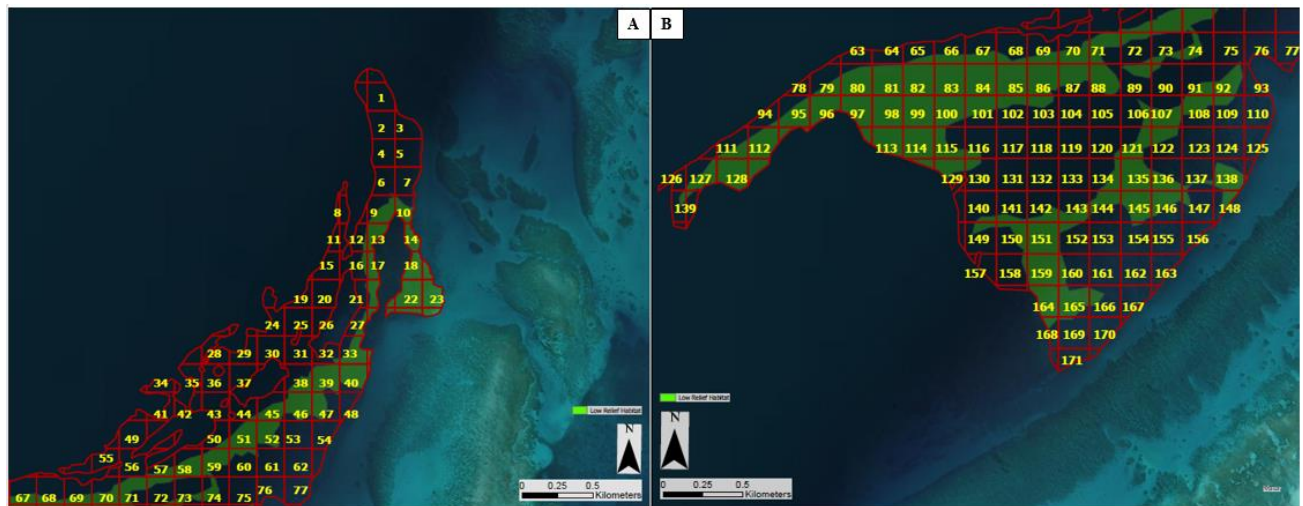 A
1
2 3
4 5
6 7
8 9 10
11 12 13 14
15 16 17 18
19 20 21 22 23
24 25 26 27
28 29 30 31 32 33
34 35 36 37 38 39 40
41 42 43 44 45 46 47 48
49 50 51 52 53 54
55 56 57 58 59 60 61 62
67 68 69 70 71 72 73 74 75 76 77
Low Relief Habitat
N
0 0.25 0.5
Kilometers
B
63 64 65 66 67 68 69 70 71 72 73 74 75 76 77
78 79 80 81 82 83 84 85 86 87 88 89 90 91 92 93
94 95 96 97 98 99 100 101 102 103 104 105 106 107 108 109 110
111 112 113 114 115 116 117 118 119 120 121 122 123 124 125
126 127 128 129 130 131 132 133 134 135 136 137 138
139 140 141 142 143 144 145 146 147 148
149 150 151 152 153 154 155 156
157 158 159 160 161 162 163
164 165 166 167
168 169 170
171
Low Relief Habitat
N
0 0.25 0.5
Kilometers